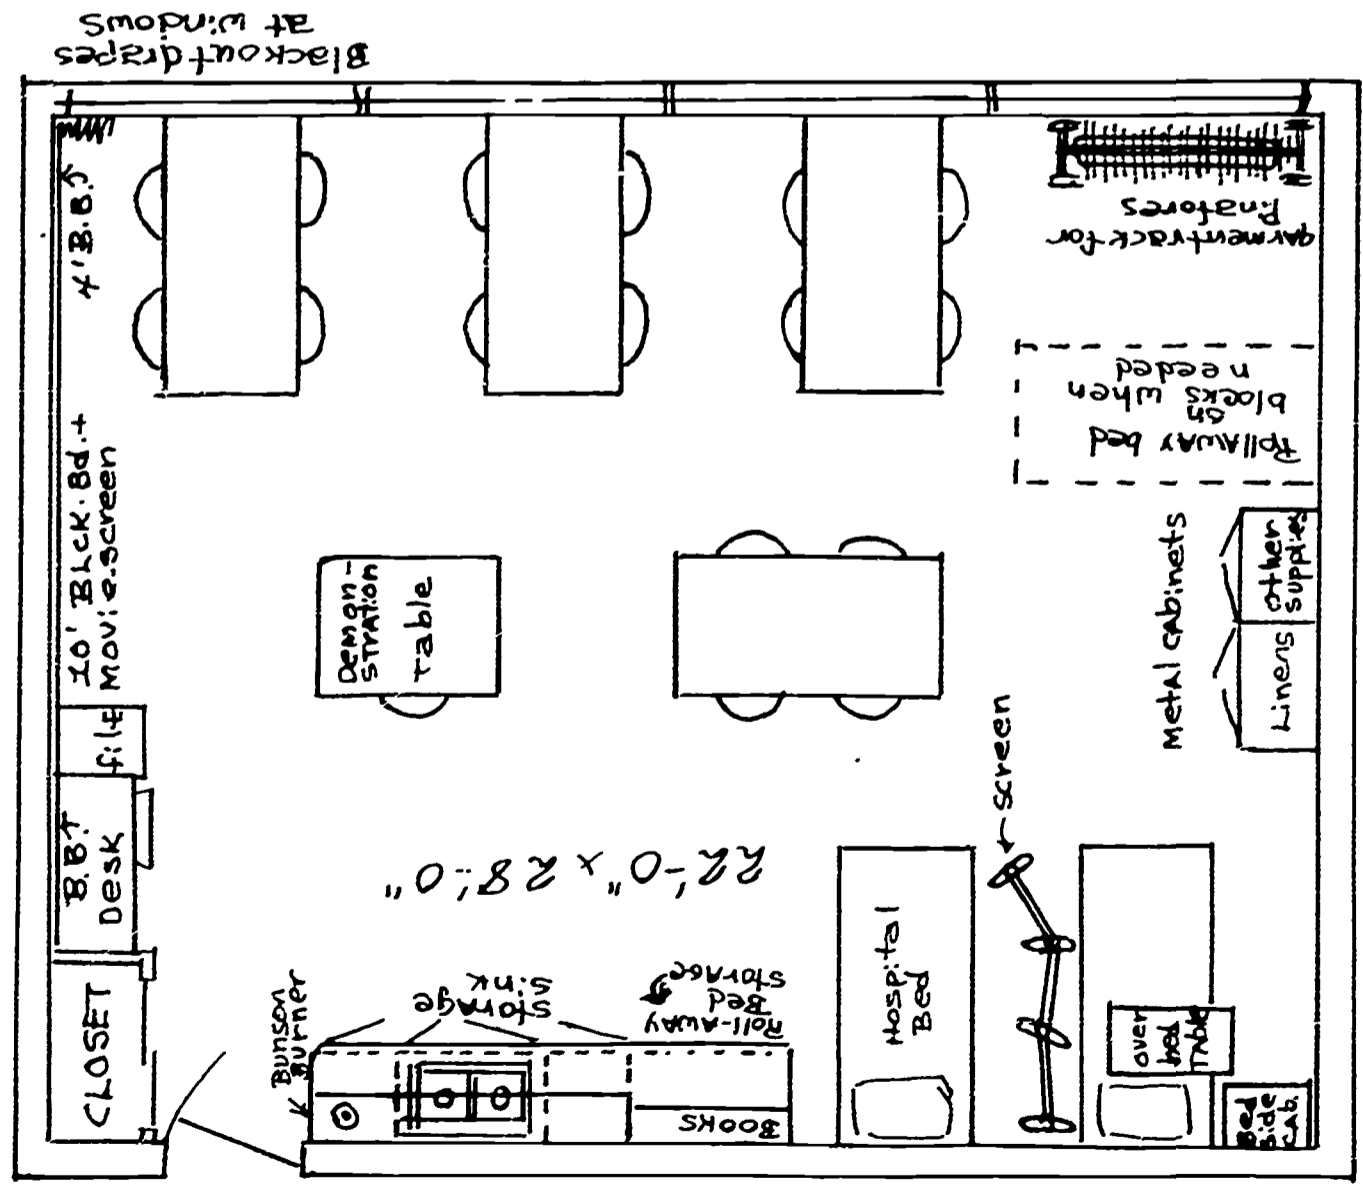 Blackout drapes
at windows
4' B.B.↑
garment rack for
Pinafores
Rollaway bed
on
blocks when
needed
10' BLCK. Bd. +
Movie screen
Demon-
stration
table
Metal cabinets
other
supplies
Linens
file
B.B.↑
Desk
screen
22'-0" x 28'-0"
CLOSET
Bunson
Burner
storage
sink
Roll-away
Bed
storage
BOOKS
Hospital
Bed
over
bed
Table
Bed
side
CAB.